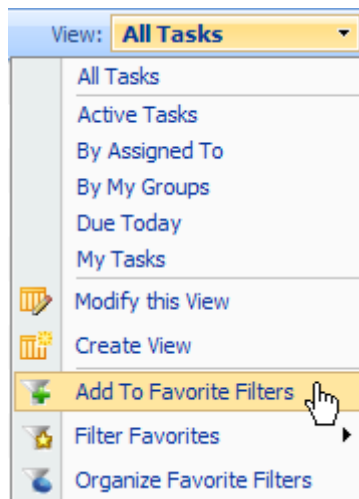 View: All Tasks
All Tasks
Active Tasks
By Assigned To
By My Groups
Due Today
My Tasks
Modify this View
Create View
Add To Favorite Filters
Filter Favorites
Organize Favorite Filters